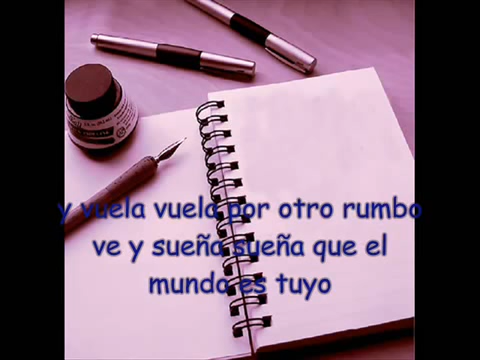 y vuela vuela por otro rumbo
ve y sueña sueña que el
mundo es tuyo